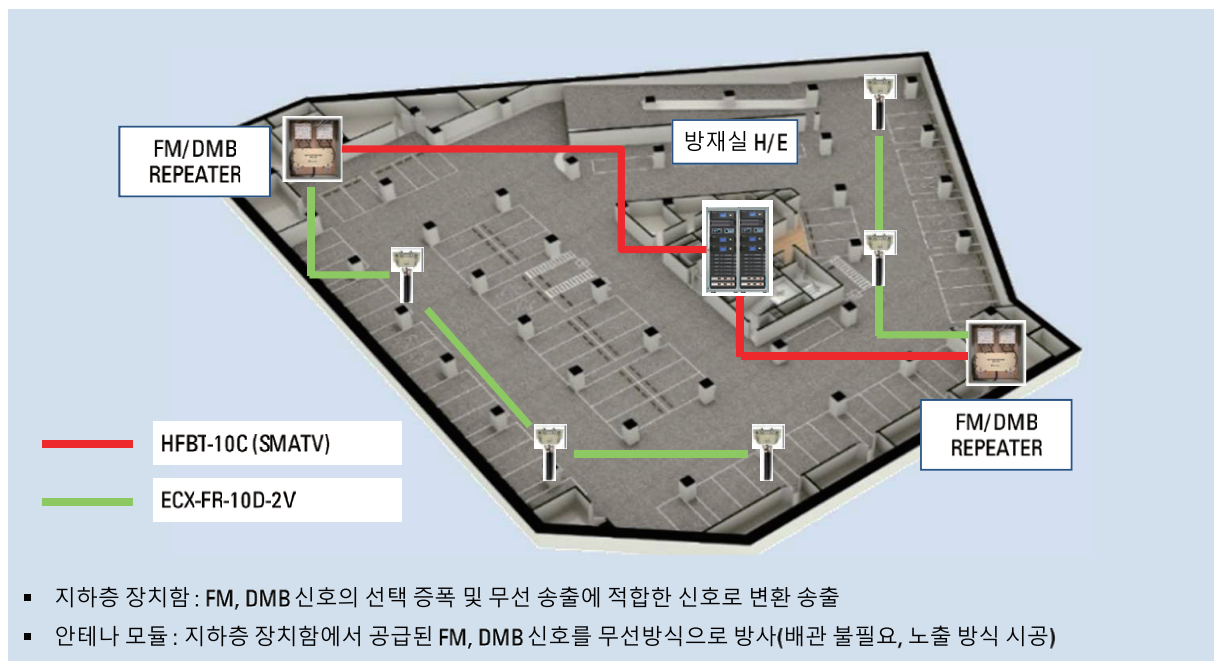 FM/DMB
REPEATER
방재실 H/E
FM/DMB
REPEATER
HFBT-10C (SMATV)
ECX-FR-10D-2V
▪ 지하층 장치함 : FM, DMB 신호의 선택 증폭 및 무선 송출에 적합한 신호로 변환 송출
▪ 안테나 모듈 : 지하층 장치함에서 공급된 FM, DMB 신호를 무선방식으로 방사(배관 불필요, 노출 방식 시공)